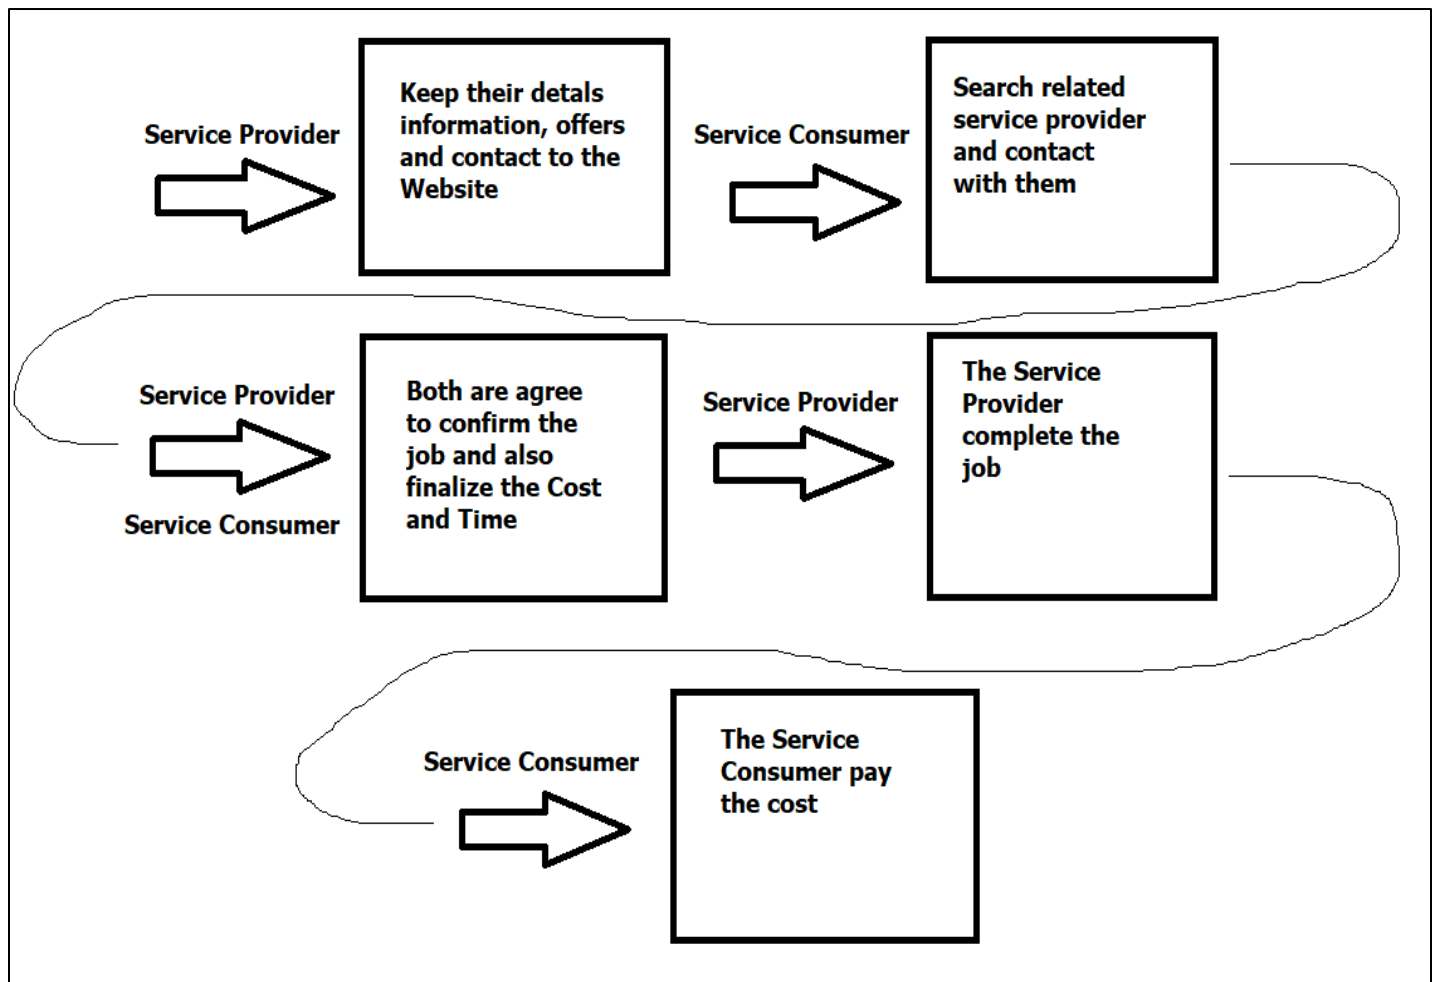 Service Provider
Keep their detals
information, offers
and contact to the
Website
Service Consumer
Search related
service provider
and contact
with them
Service Provider
Service Consumer
Both are agree
to confirm the
job and also
finalize the Cost
and Time
Service Provider
The Service
Provider
complete the
job
Service Consumer
The Service
Consumer pay
the cost